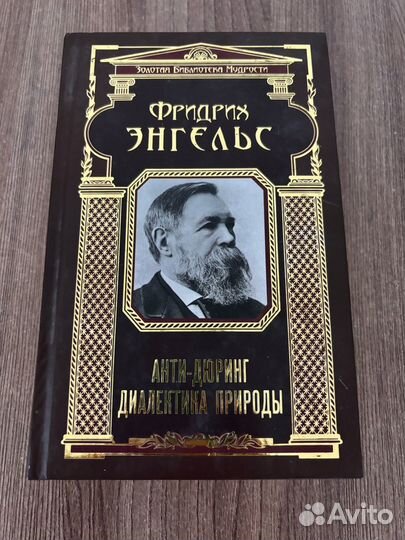 Золотая Библиотека Мудрости
Фридрих
ЭНГЕЛЬС
АНТИ-ДЮРИНГ
ДИАЛЕКТИКА ПРИРОДЫ
Avito